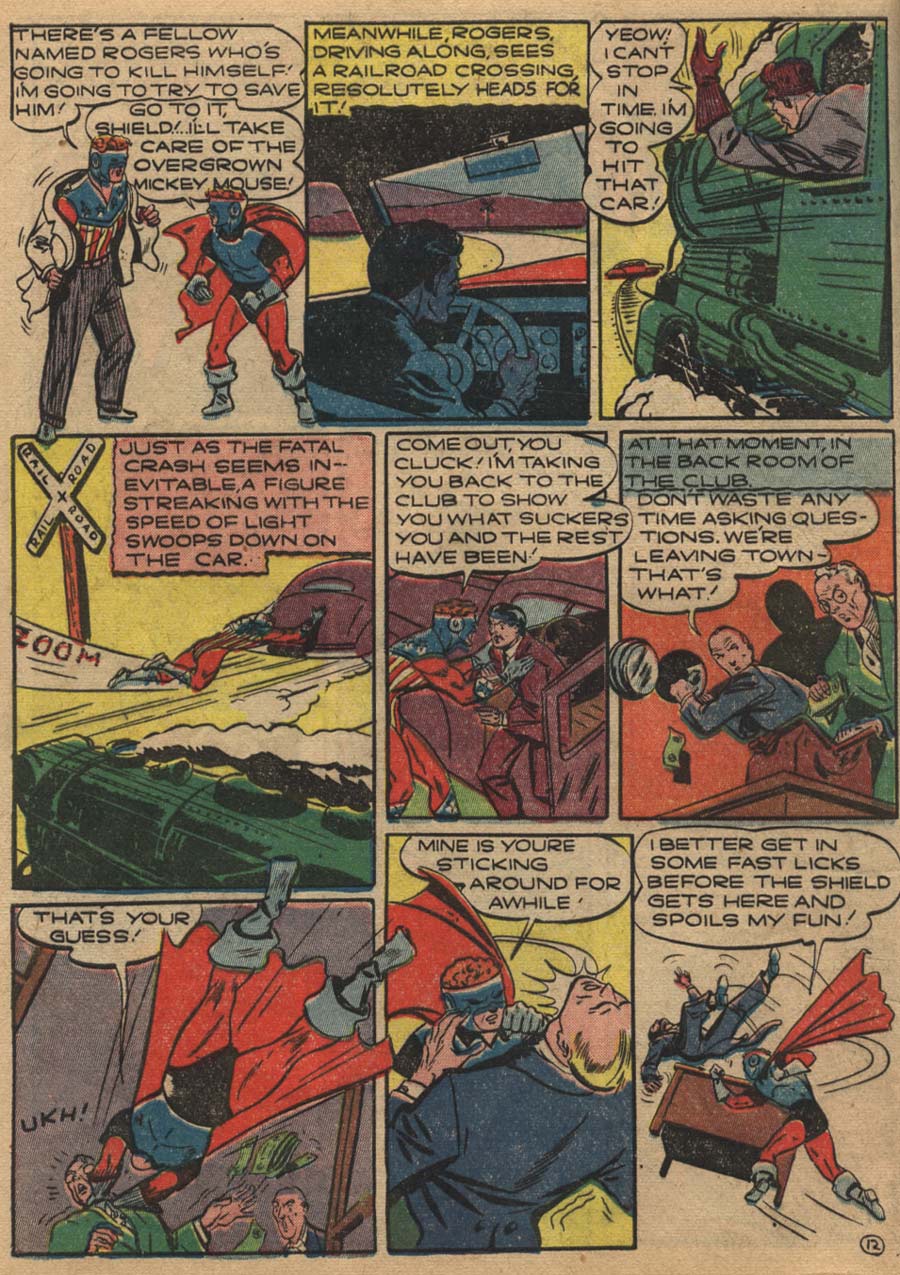 THERE'S A FELLOW
NAMED ROGERS WHO'S
GOING TO KILL HIMSELF!
I'M GOING TO TRY TO SAVE
HIM!
GO TO IT,
SHIELD!..I'LL TAKE
CARE OF THE
OVERGROWN
MICKEY MOUSE!
MEANWHILE, ROGERS,
DRIVING ALONG, SEES
A RAILROAD CROSSING,
RESOLUTELY HEADS FOR
IT!
YEOW!
I CAN'T
STOP
IN
TIME. I'M
GOING
TO
HIT
THAT
CAR!
RAIL ROAD
RAIL ROAD
JUST AS THE FATAL
CRASH SEEMS IN-
EVITABLE, A FIGURE
STREAKING WITH THE
SPEED OF LIGHT
SWOOPS DOWN ON
THE CAR..
ZOOM
COME OUT, YOU
CLUCK! I'M TAKING
YOU BACK TO THE
CLUB TO SHOW
YOU WHAT SUCKERS
YOU AND THE REST
HAVE BEEN!
AT THAT MOMENT, IN
THE BACK ROOM OF
THE CLUB.
DON'T WASTE ANY
TIME ASKING QUES-
TIONS. WE'RE
LEAVING TOWN-
THAT'S
WHAT!
THAT'S YOUR
GUESS!
UKH!
MINE IS YOU'RE
STICKING
AROUND FOR
AWHILE!
I BETTER GET IN
SOME FAST LICKS
BEFORE THE SHIELD
GETS HERE AND
SPOILS MY FUN!
12